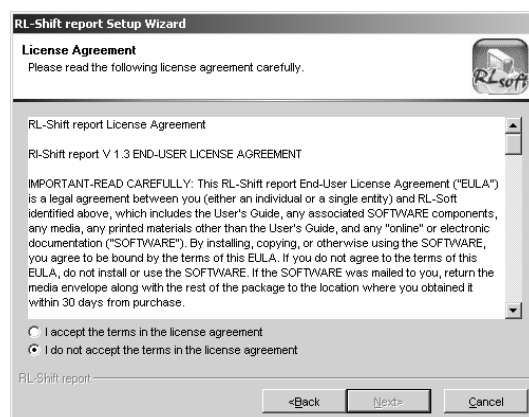 RL-Shift report Setup Wizard
License Agreement
Please read the following license agreement carefully.
RLsoft
RL-Shift report License Agreement
Rl-Shift report V 1.3 END-USER LICENSE AGREEMENT
IMPORTANT-READ CAREFULLY: This RL-Shift report End-User License Agreement ("EULA")
is a legal agreement between you (either an individual or a single entity) and RL-Soft
identified above, which includes the User's Guide, any associated SOFTWARE components,
any media, any printed materials other than the User's Guide, and any "online" or electronic
documentation ("SOFTWARE"). By installing, copying, or otherwise using the SOFTWARE,
you agree to be bound by the terms of this EULA. If you do not agree to the terms of this
EULA, do not install or use the SOFTWARE. If the SOFTWARE was mailed to you, return the
media envelope along with the rest of the package to the location where you obtained it
within 30 days from purchase.
I accept the terms in the license agreement
I do not accept the terms in the license agreement
RL-Shift report
<Back
Next>
Cancel